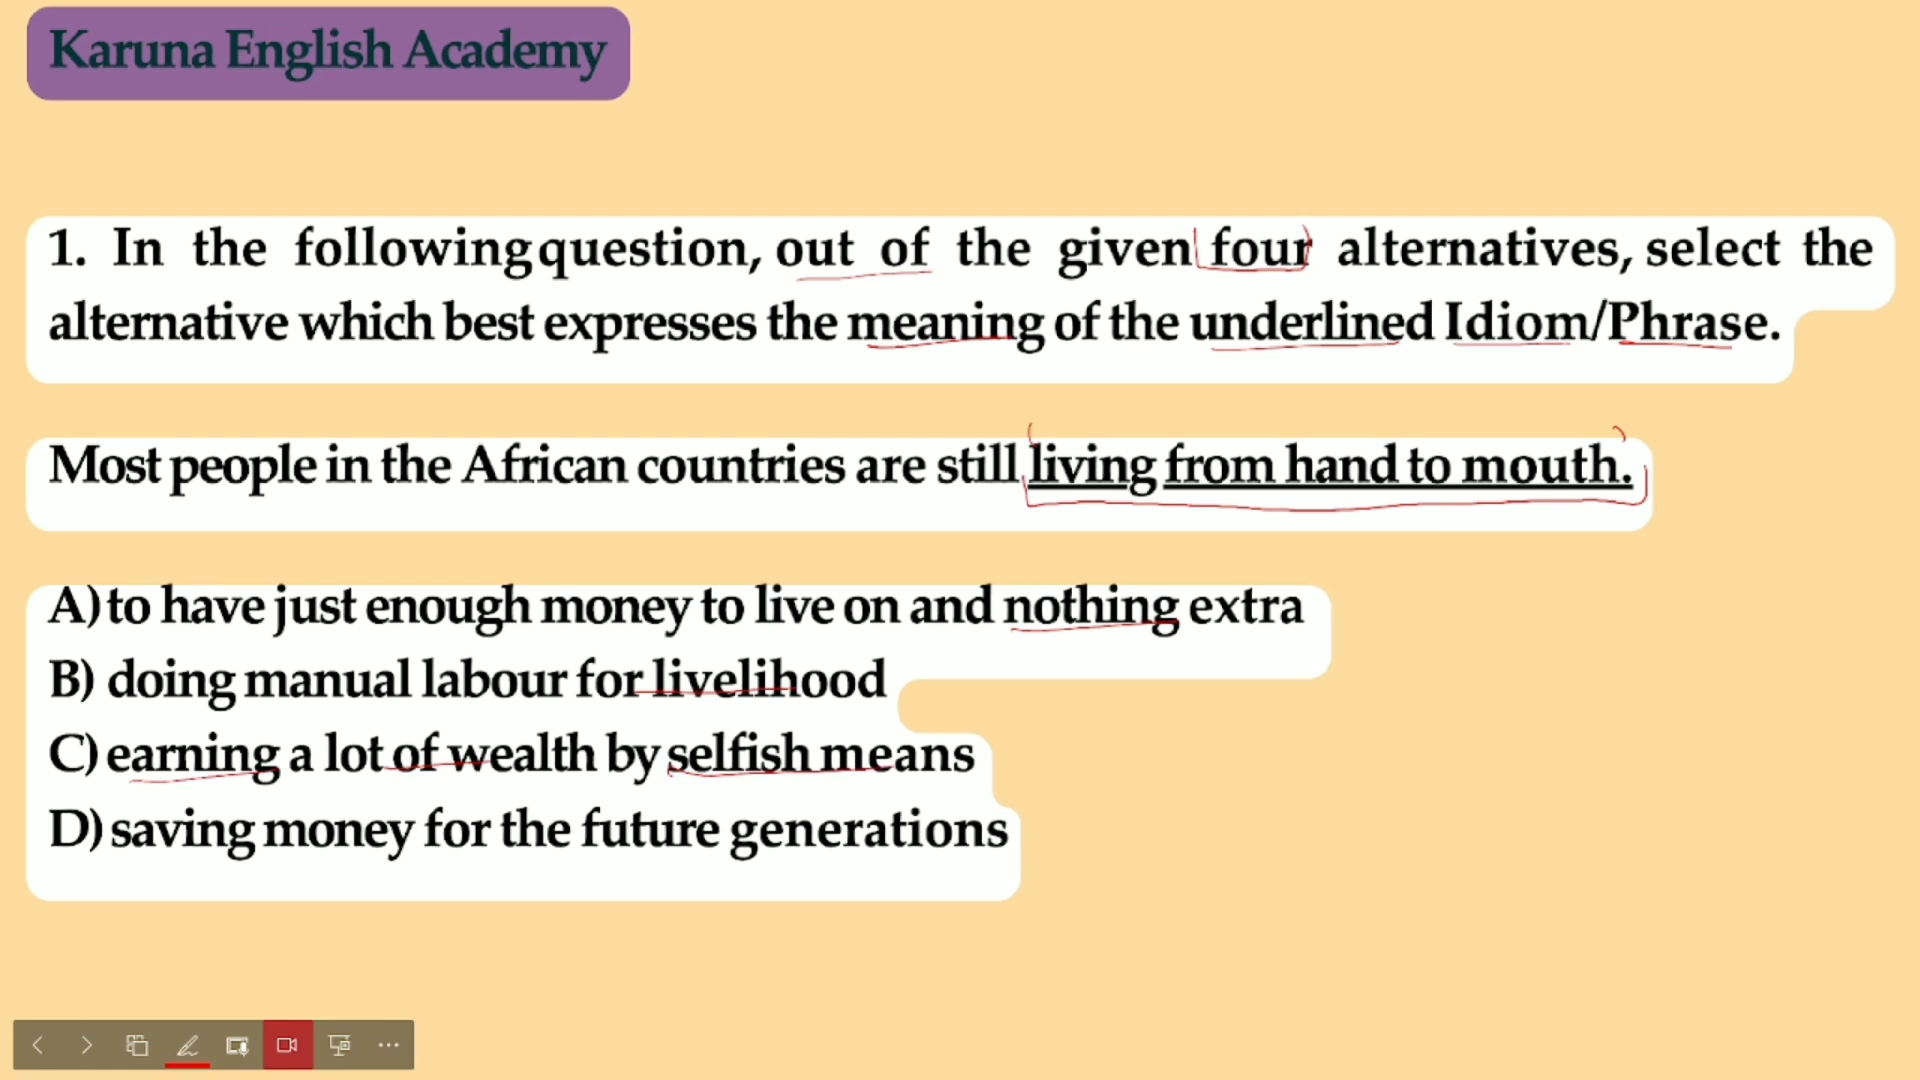 Karuna English Academy
1. In the following question, out of the given four alternatives, select the
alternative which best expresses the meaning of the underlined Idiom/Phrase.
Most people in the African countries are still living from hand to mouth.
A) to have just enough money to live on and nothing extra
B) doing manual labour for livelihood
C) earning a lot of wealth by selfish means
D) saving money for the future generations